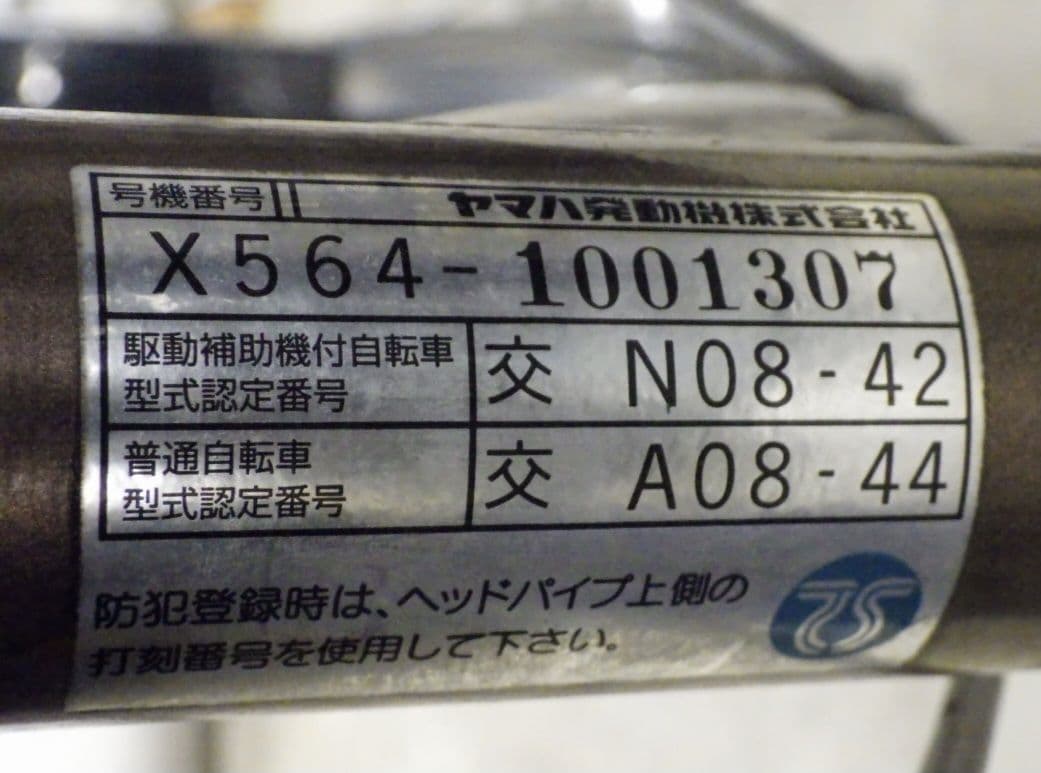 号機番号
ヤマハ発動機株式会社
X564-1001307
駆動補助機付自転車
型式認定番号
交 N08-42
普通自転車
型式認定番号
交 A08-44
防犯登録時は、ヘッドパイプ上側の
打刻番号を使用して下さい。
TS